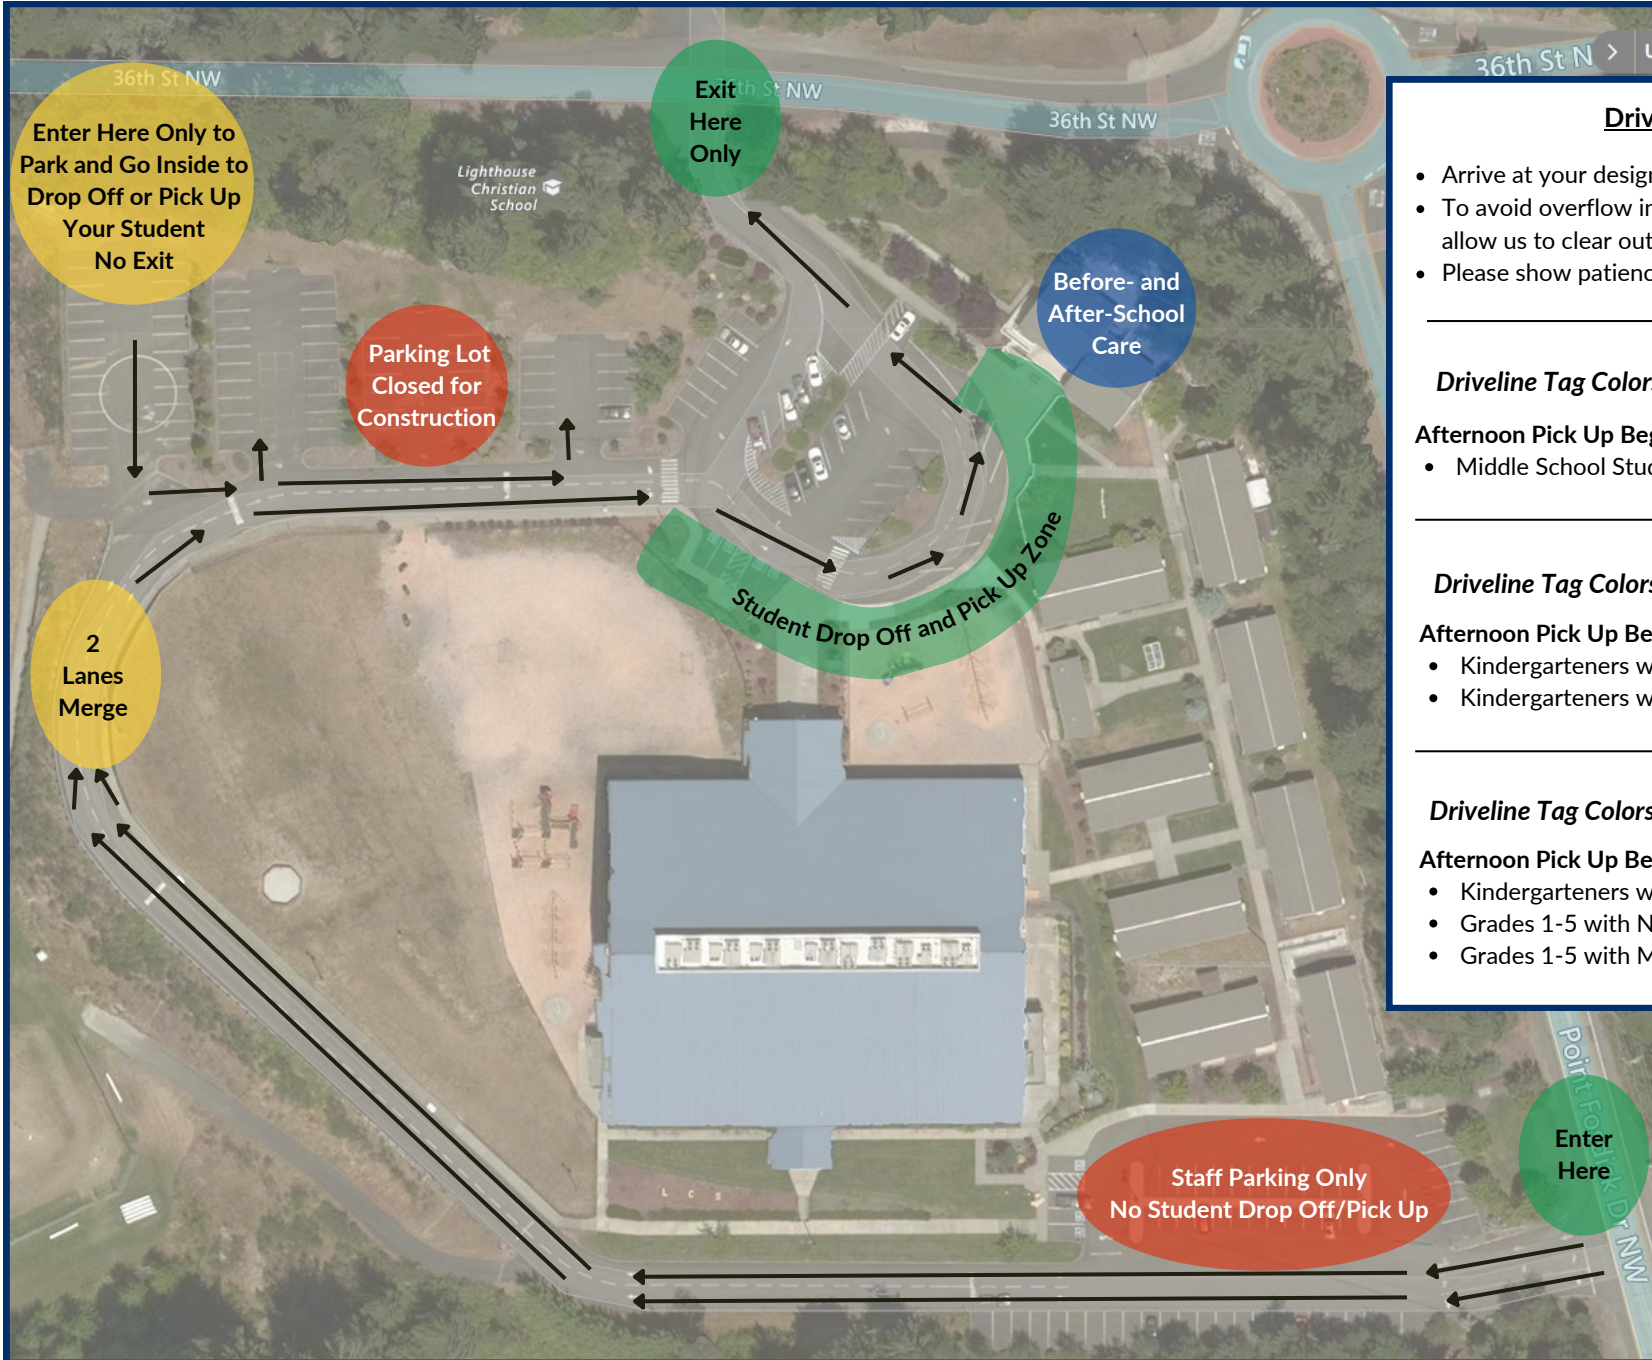 36th St NW
36th St NW
36th St NW
36th St N
Enter Here Only to
Park and Go Inside to
Drop Off or Pick Up
Your Student
No Exit
Exit
Here
Only
Lighthouse
Christian
School
Before- and
After-School
Care
Parking Lot
Closed for
Construction
Student Drop Off and Pick Up Zone
2
Lanes
Merge
L C S
Staff Parking Only
No Student Drop Off/Pick Up
Enter
Here
Point Fosdick Dr NW
Driv
• Arrive at your design
• To avoid overflow in
allow us to clear out
• Please show patienc
Driveline Tag Color
Afternoon Pick Up Beg
• Middle School Stud
Driveline Tag Colors
Afternoon Pick Up Be
• Kindergarteners w
• Kindergarteners w
Driveline Tag Colors
Afternoon Pick Up Be
• Kindergarteners w
• Grades 1-5 with N
• Grades 1-5 with M